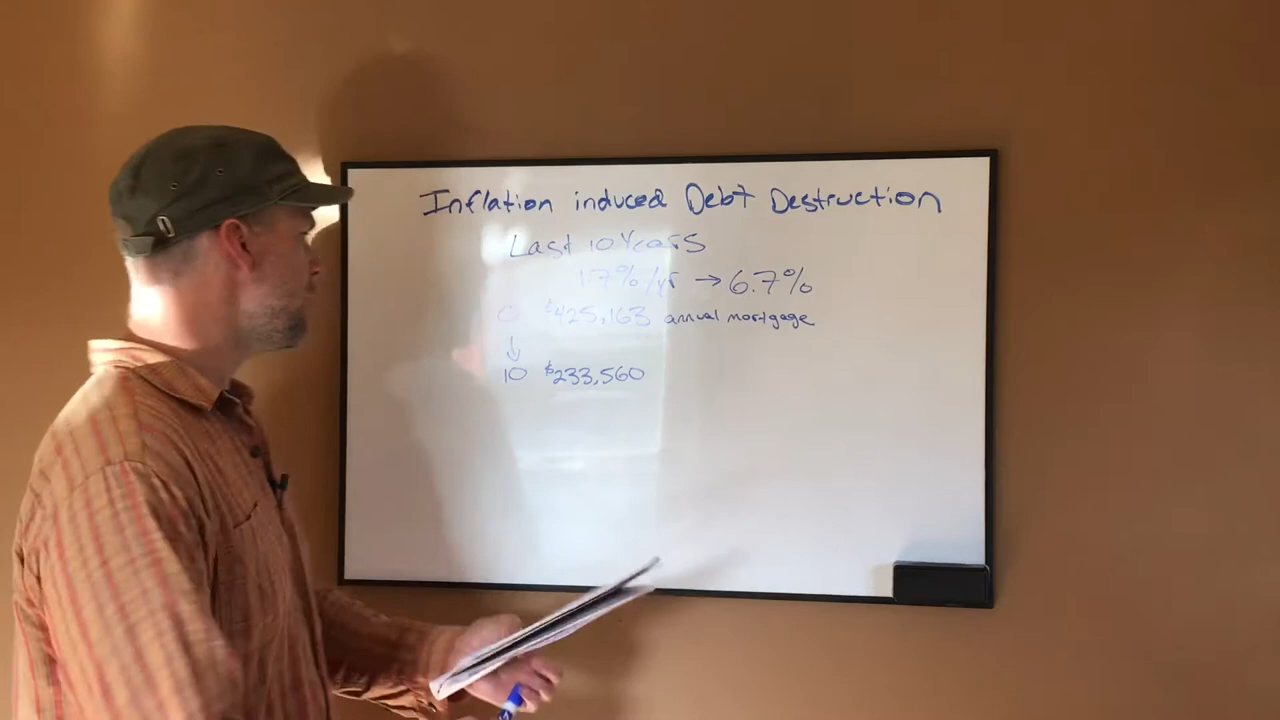 Inflation induced Debt Destruction
Last 10 Years
1.7%/yr → 6.7%
0 $425,163 annual mortgage
↓
10 $233,560